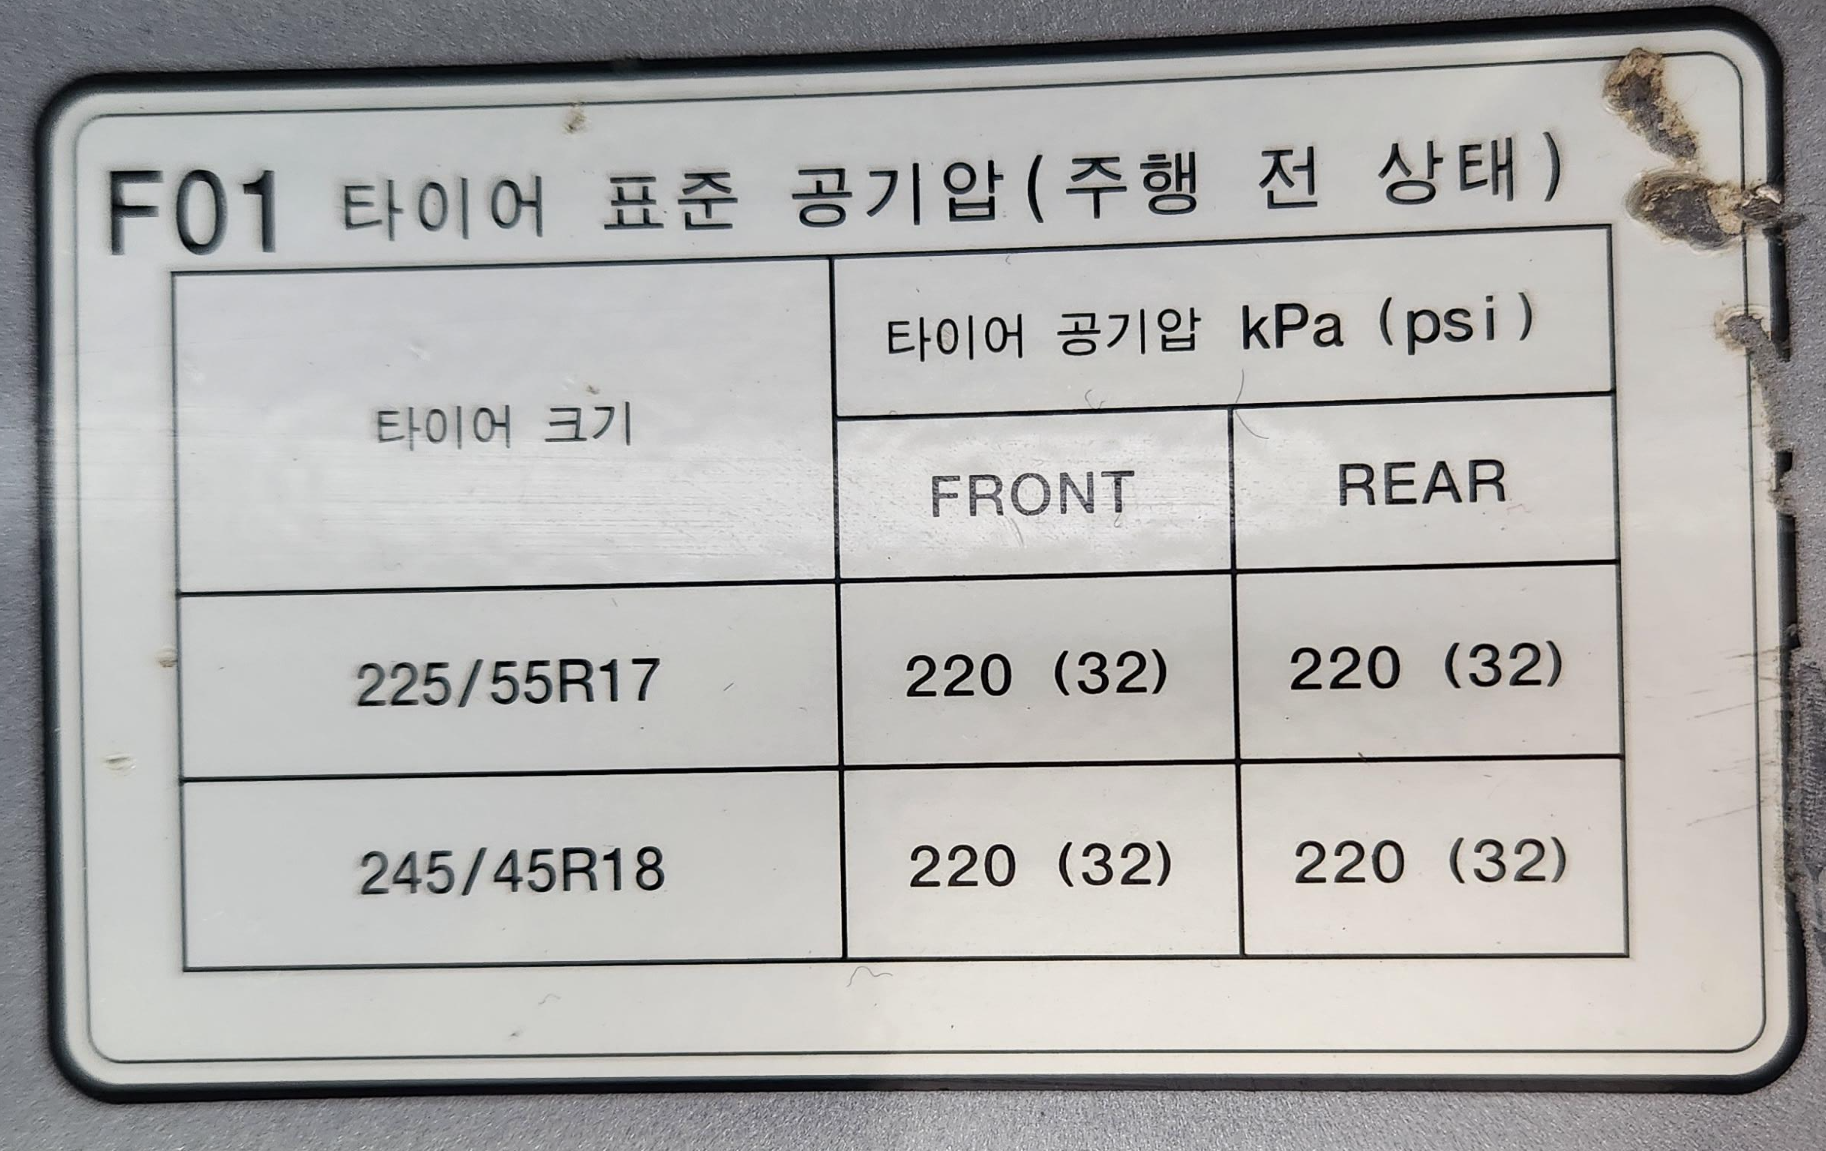 F01 타이어 표준 공기압(주행 전 상태)
타이어 크기
타이어 공기압 kPa (psi)
FRONT REAR
225/55R17 220 (32) 220 (32)
245/45R18 220 (32) 220 (32)